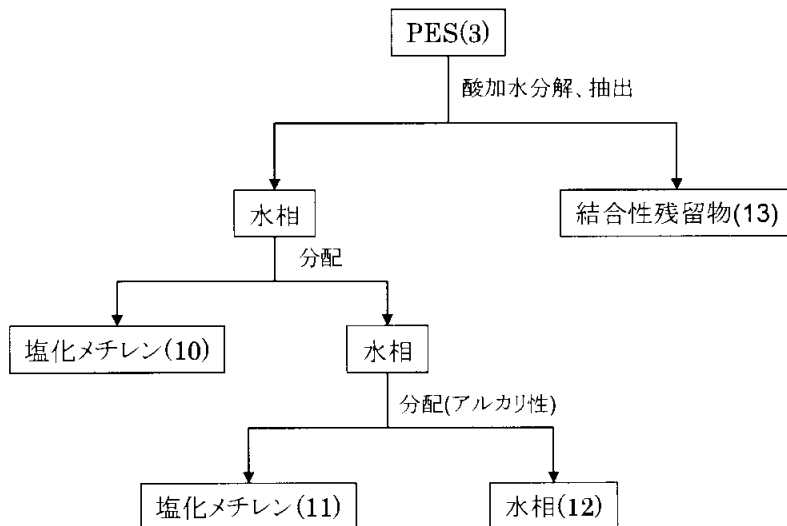 PES(3)
酸加水分解、抽出
水相
結合性残留物(13)
分配
塩化メチレン(10)
水相
分配(アルカリ性)
塩化メチレン(11)
水相(12)